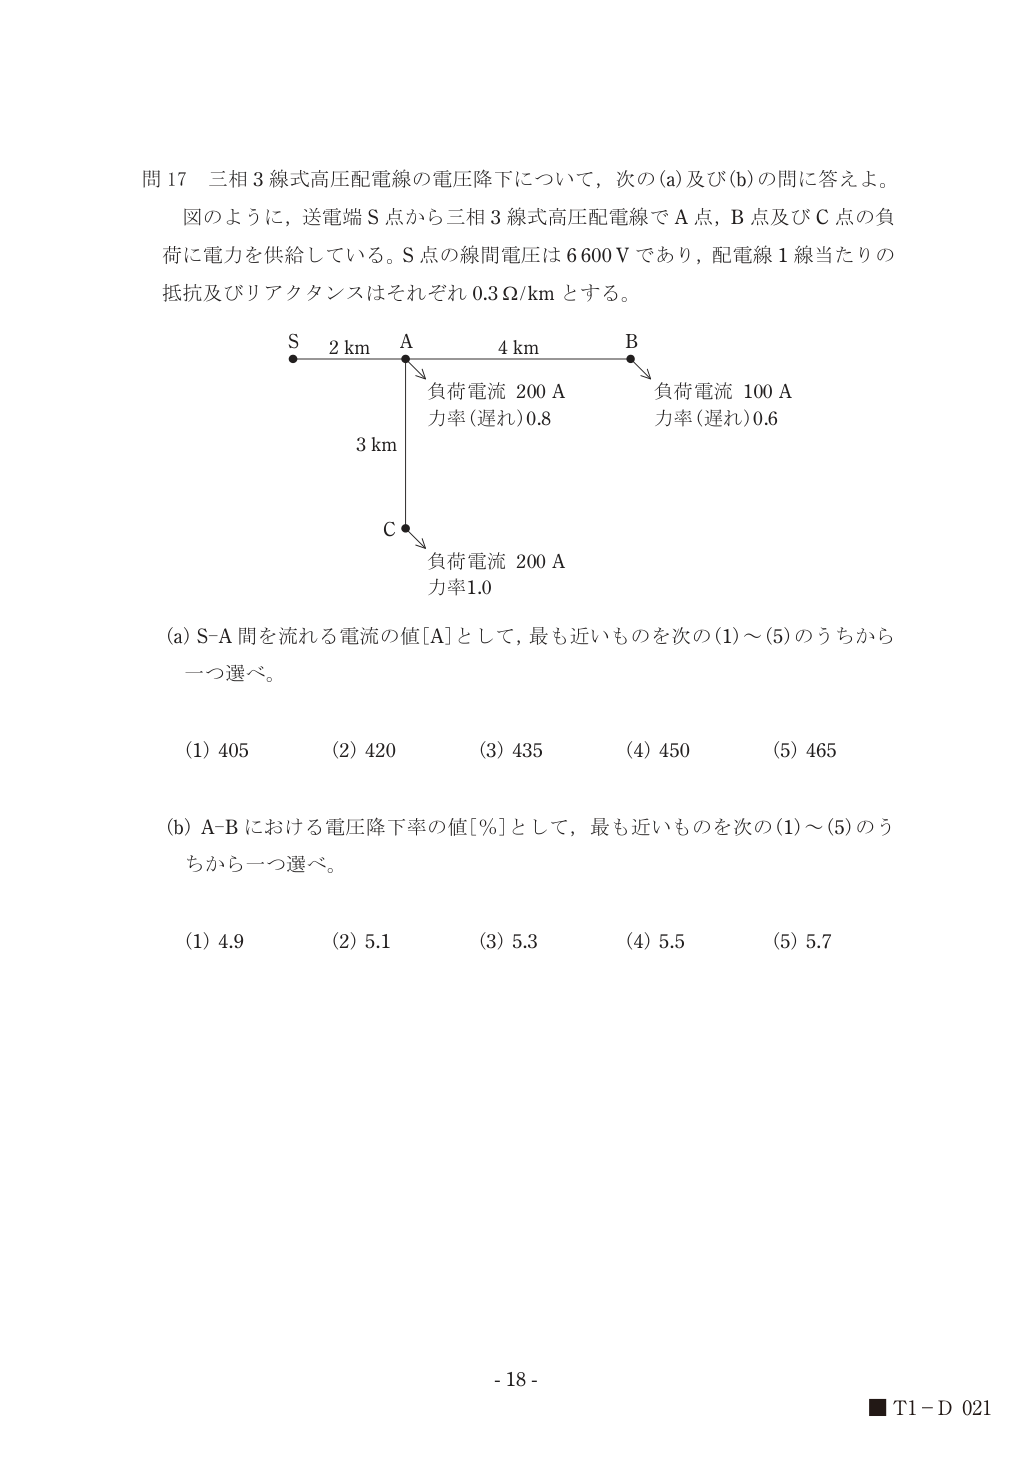 問 17 三相 3 線式高圧配電線の電圧降下について，次の(a)及び(b)の問に答えよ。
図のように，送電端 S 点から三相 3 線式高圧配電線で A 点，B 点及び C 点の負
荷に電力を供給している。S 点の線間電圧は 6 600 V であり，配電線 1 線当たりの
抵抗及びリアクタンスはそれぞれ 0.3 Ω/km とする。
S 2 km A 4 km B
負荷電流 200 A
力率(遅れ)0.8
負荷電流 100 A
力率(遅れ)0.6
3 km
C
負荷電流 200 A
力率1.0
(a) S-A 間を流れる電流の値[A]として，最も近いものを次の(1)～(5)のうちから
一つ選べ。
(1) 405 (2) 420 (3) 435 (4) 450 (5) 465
(b) A-B における電圧降下率の値[%]として，最も近いものを次の(1)～(5)のう
ちから一つ選べ。
(1) 4.9 (2) 5.1 (3) 5.3 (4) 5.5 (5) 5.7
- 18 -
■ T1－D 021